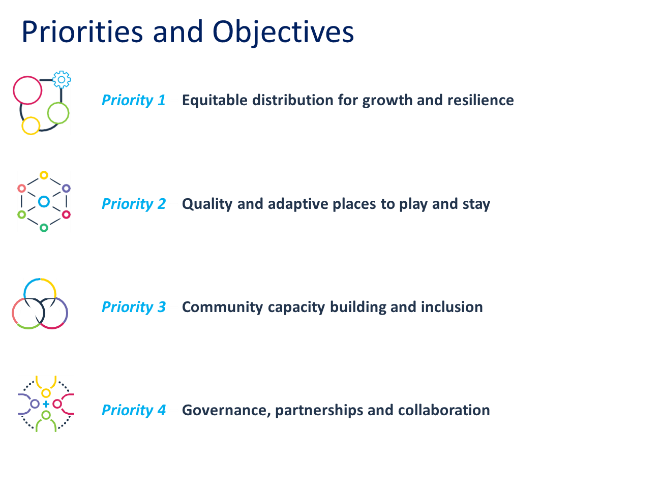 Priorities and Objectives
Priority 1 Equitable distribution for growth and resilience
Priority 2 Quality and adaptive places to play and stay
Priority 3 Community capacity building and inclusion
Priority 4 Governance, partnerships and collaboration